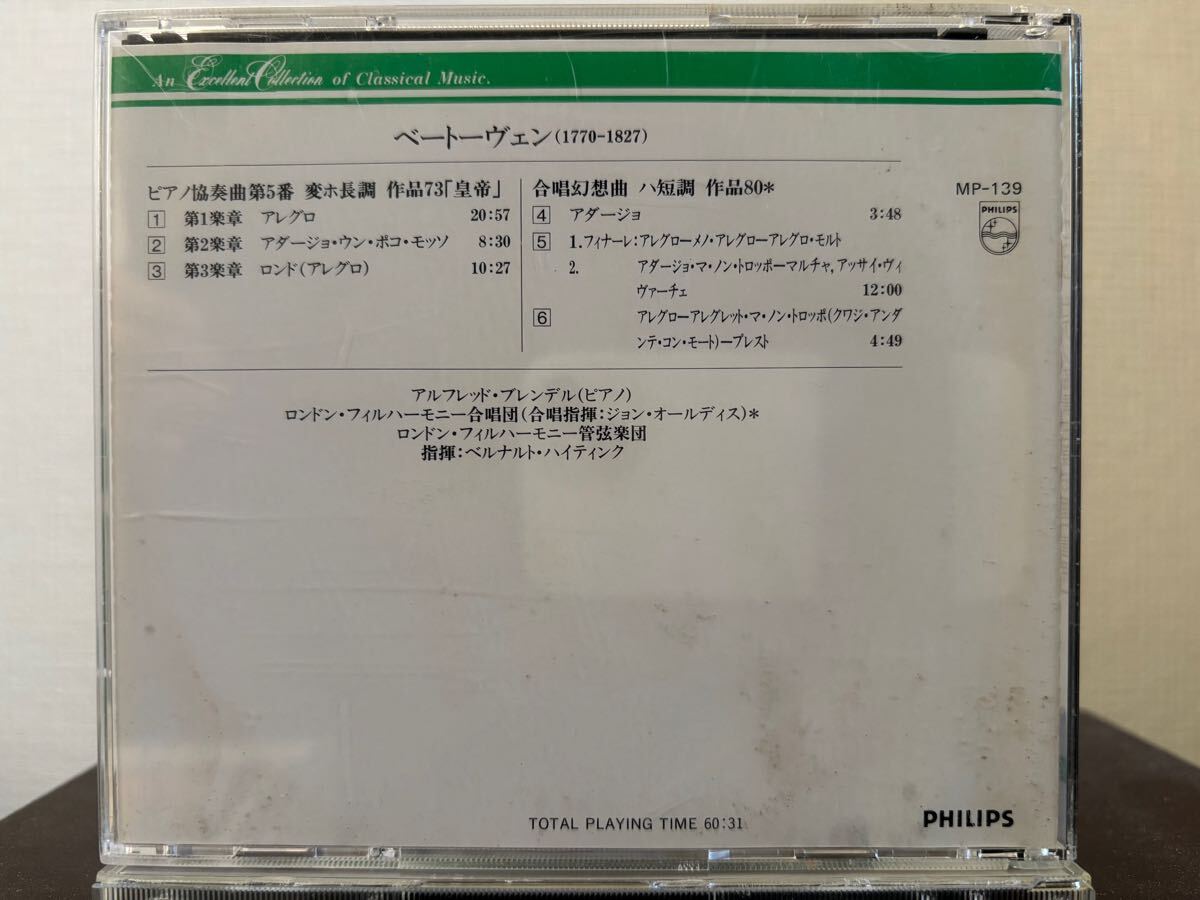 An Excellent Collection of Classical Music.
ベートーヴェン(1770-1827)
ピアノ協奏曲第5番 変ホ長調 作品73「皇帝」
1 第1楽章 アレグロ 20:57
2 第2楽章 アダージョ・ウン・ポコ・モッソ 8:30
3 第3楽章 ロンド(アレグロ) 10:27
合唱幻想曲 ハ短調 作品80*
4 アダージョ 3:48
5 1.フィナーレ:アレグローメノ・アレグローアレグロ・モルト
2. アダージョ・マ・ノン・トロッポーマルチャ,アッサイ・ヴィ
ヴァーチェ 12:00
6 アレグローアレグレット・マ・ノン・トロッポ(クワジ・アンダ
ンテ・コン・モート)ープレスト 4:49
MP-139
PHILIPS
アルフレッド・ブレンデル(ピアノ)
ロンドン・フィルハーモニー合唱団(合唱指揮:ジョン・オールディス)*
ロンドン・フィルハーモニー管弦楽団
指揮:ベルナルト・ハイティンク
TOTAL PLAYING TIME 60:31
PHILIPS